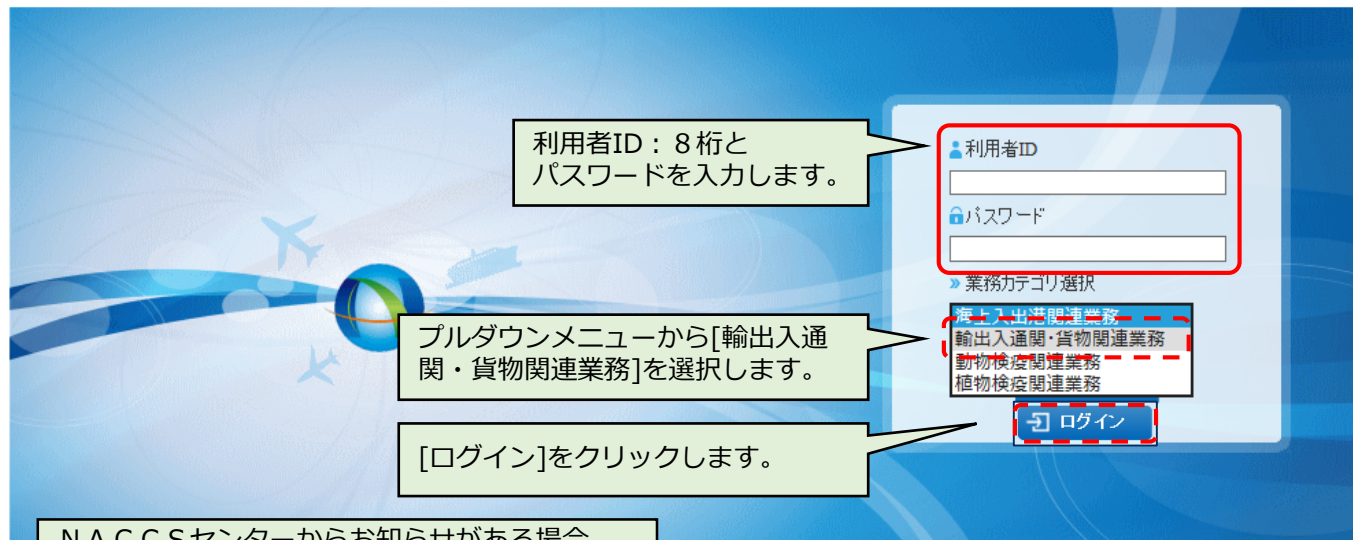 利用者ID：８桁と
パスワードを入力します。
利用者ID
パスワード
業務カテゴリ選択
海上入出港関連業務
輸出入通関・貨物関連業務
動物検疫関連業務
植物検疫関連業務
プルダウンメニューから[輸出入通
関・貨物関連業務]を選択します。
ログイン
[ログイン]をクリックします。
ＮＡＣＣＳセンターからお知らせがある場合